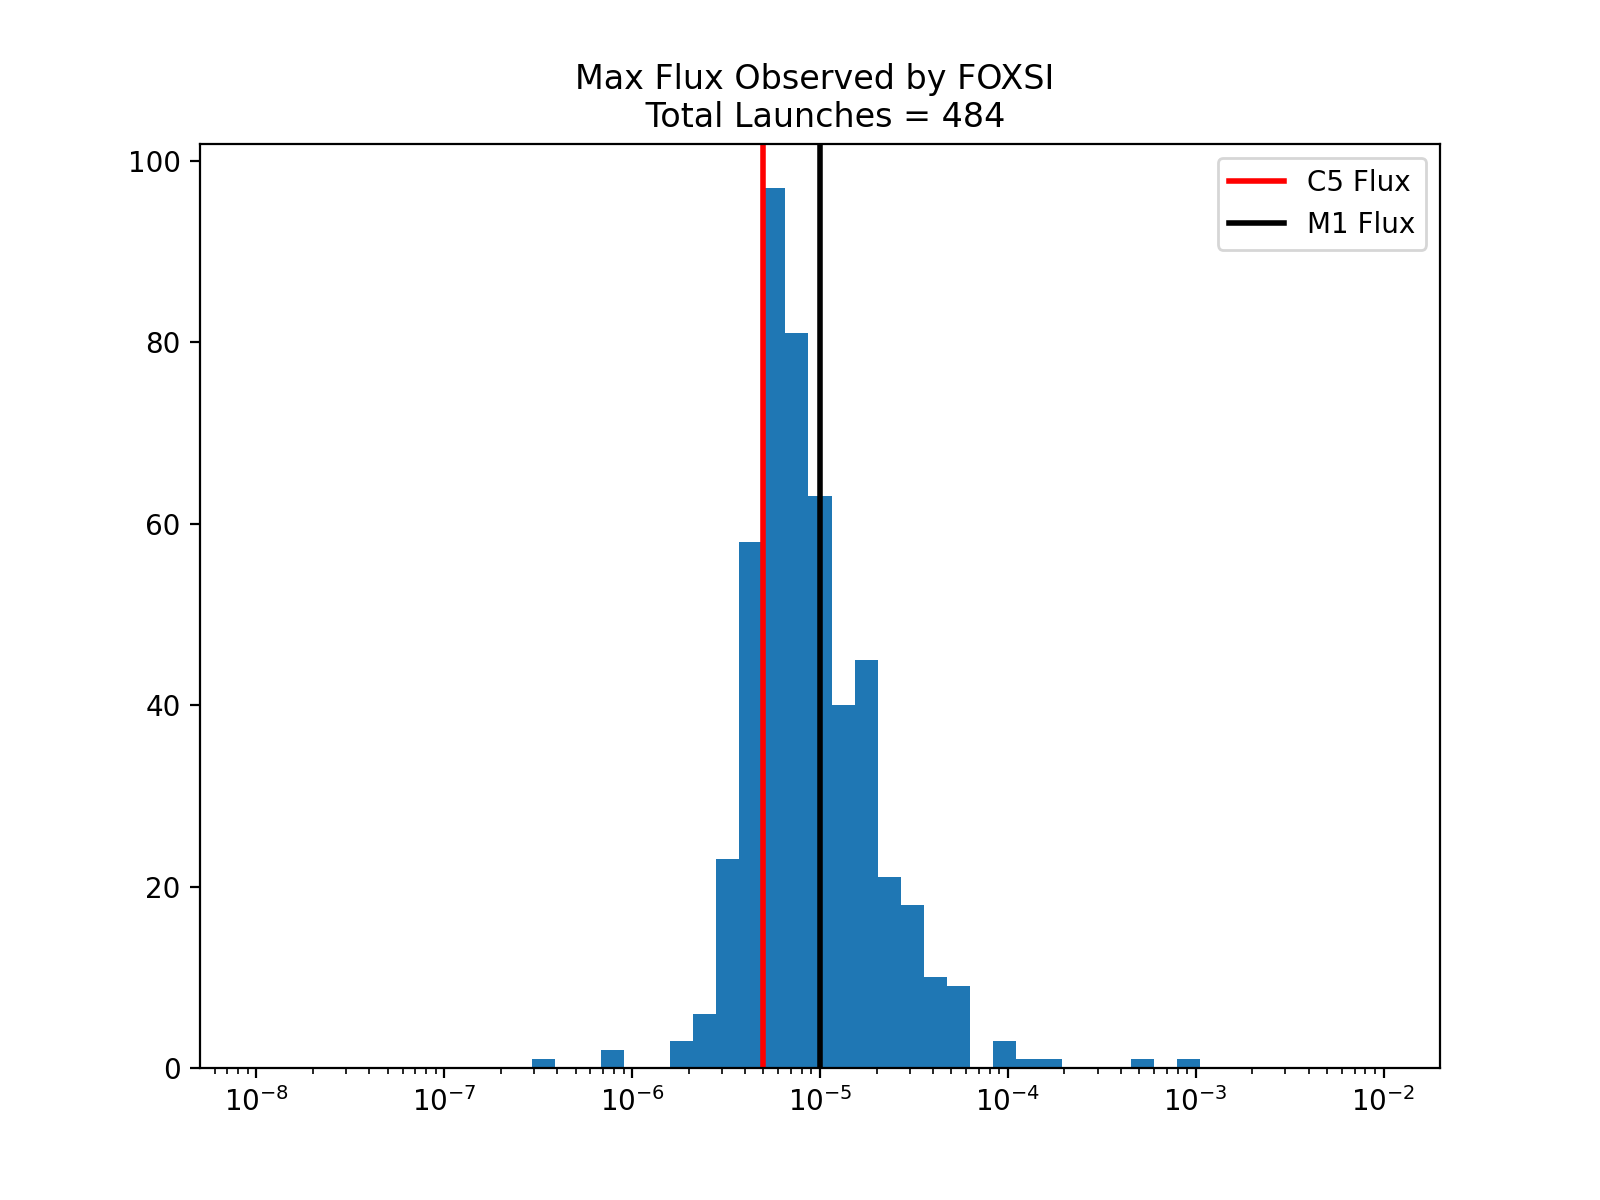 Max Flux Observed by FOXSI
Total Launches = 484
C5 Flux
M1 Flux
100
80
60
40
20
0
10⁻⁸ 10⁻⁷ 10⁻⁶ 10⁻⁵ 10⁻⁴ 10⁻³ 10⁻²